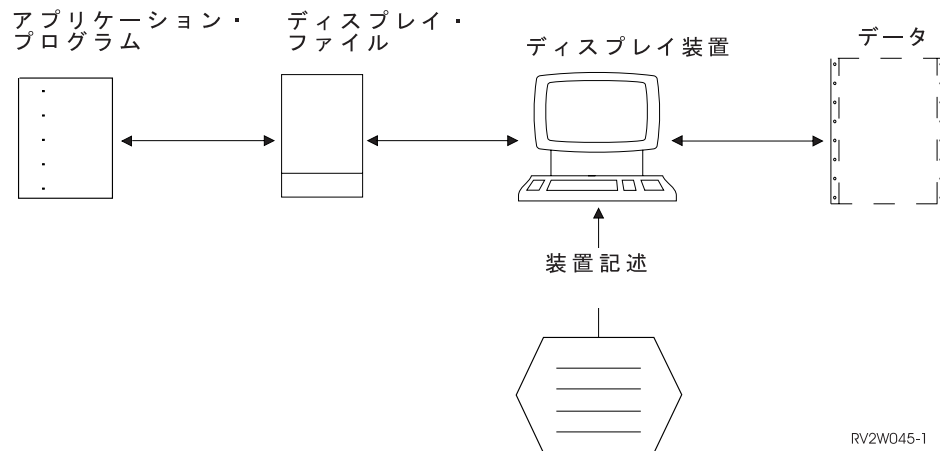 アプリケーション・
プログラム
ディスプレイ・
ファイル
ディスプレイ装置
データ
装置記述
RV2W045-1